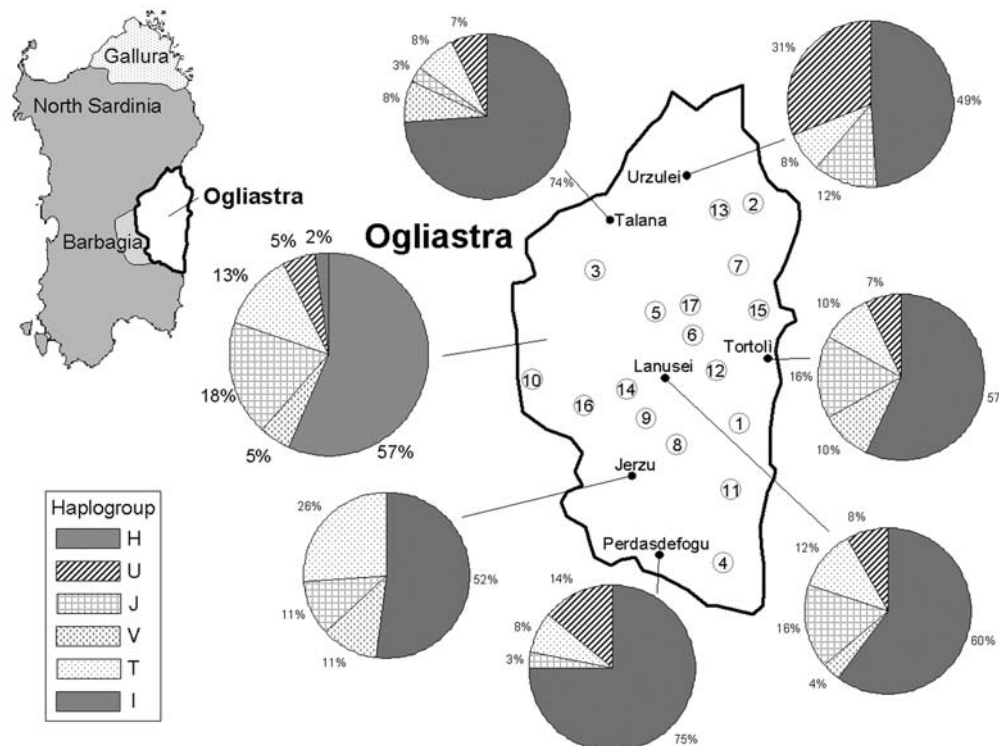 Gallura
North Sardinia
Ogliastra
Barbagia
7%
8%
3%
8%
74%
31%
49%
8%
12%
Ogliastra
Urzulei
Talana
13
2
3
7
5
17
15
6
Tortoli
Lanusei
12
10
14
16
9
1
8
Jerzu
11
Perdasdefogu
4
5%
2%
13%
18%
5%
57%
7%
10%
16%
10%
57
26%
52%
11%
11%
14%
8%
3%
75%
8%
12%
16%
4%
60%
Haplogroup
H
U
J
V
T
I